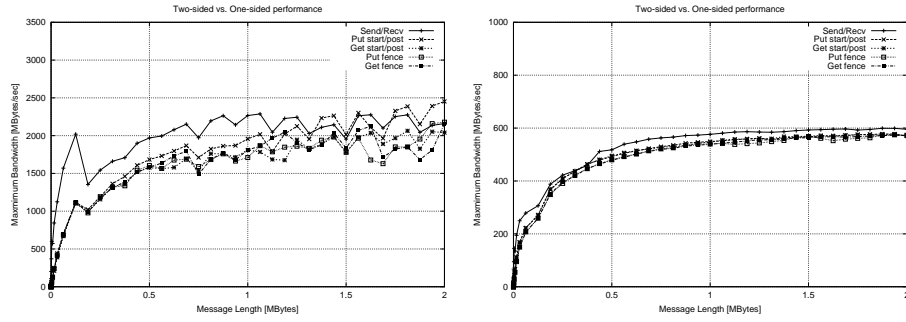 Two-sided vs. One-sided performance
Maxmimum Bandwidth [MBytes/sec]
3500
3000
2500
2000
1500
1000
500
0
Send/Recv
Put start/post
Get start/post
Put fence
Get fence
0
0.5
1
1.5
2
Message Length [MBytes]
Two-sided vs. One-sided performance
Maxmimum Bandwidth [MBytes/sec]
1000
800
600
400
200
0
Send/Recv
Put start/post
Get start/post
Put fence
Get fence
0
0.5
1
1.5
2
Message Length [MBytes]